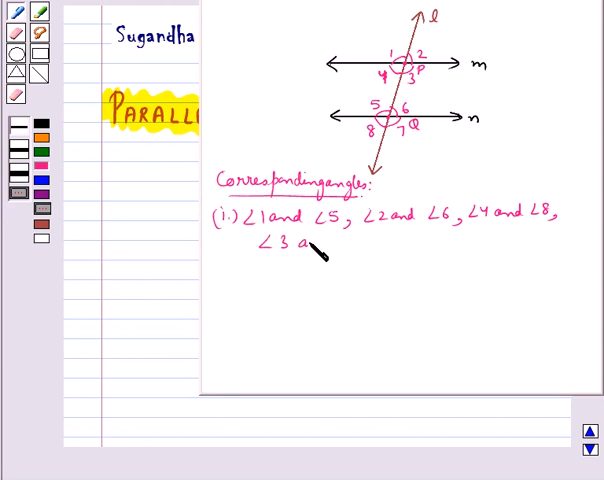 Sugandha
PARALLE
l
1 2
m
4 P
3
5 6
n
8 7 Q
Corresponding angles:
(i.) ∠1 and ∠5, ∠2 and ∠6, ∠4 and ∠8,
∠3 a